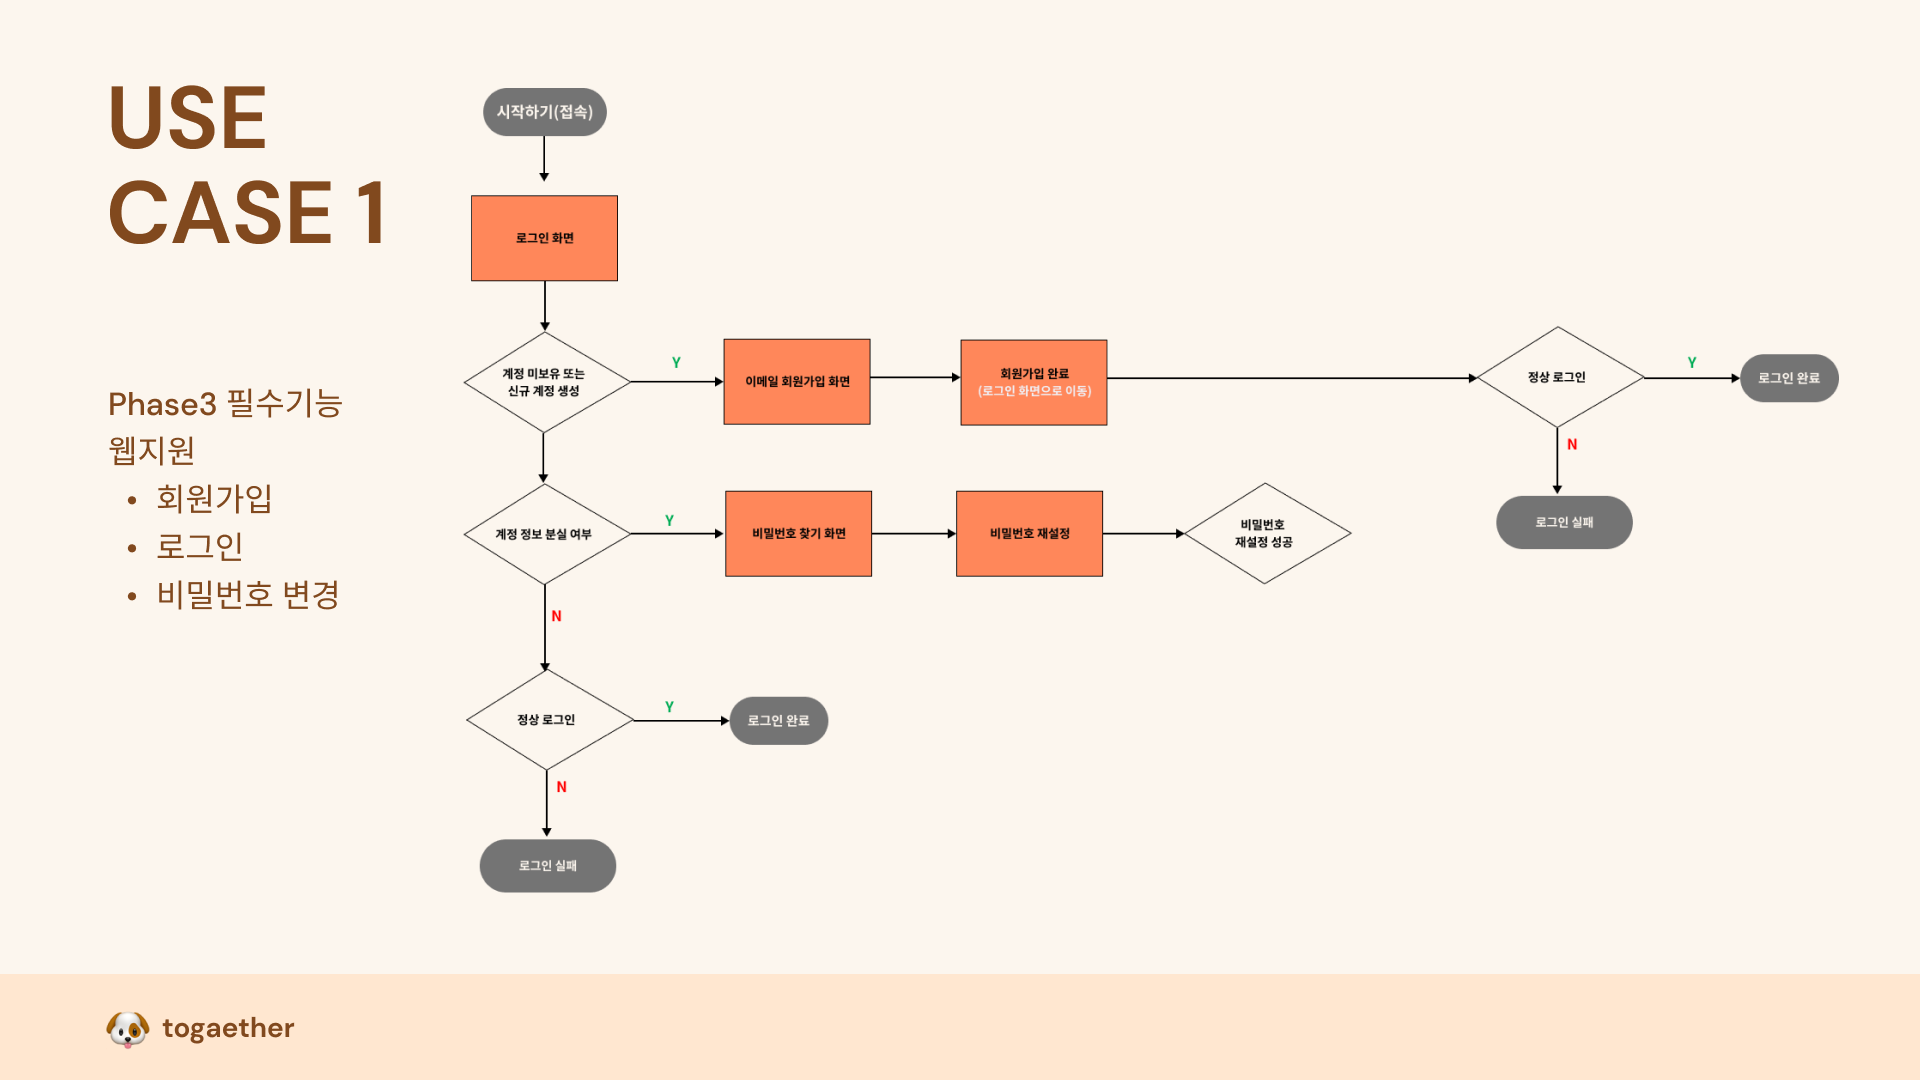 USE
CASE 1
Phase3 필수기능
웹지원
• 회원가입
• 로그인
• 비밀번호 변경
시작하기(접속)
로그인 화면
계정 미보유 또는
신규 계정 생성
Y
이메일 회원가입 화면
회원가입 완료
(로그인 화면으로 이동)
정상 로그인
Y
로그인 완료
N
로그인 실패
계정 정보 분실 여부
Y
비밀번호 찾기 화면
비밀번호 재설정
비밀번호
재설정 성공
N
정상 로그인
Y
로그인 완료
N
로그인 실패
togaether